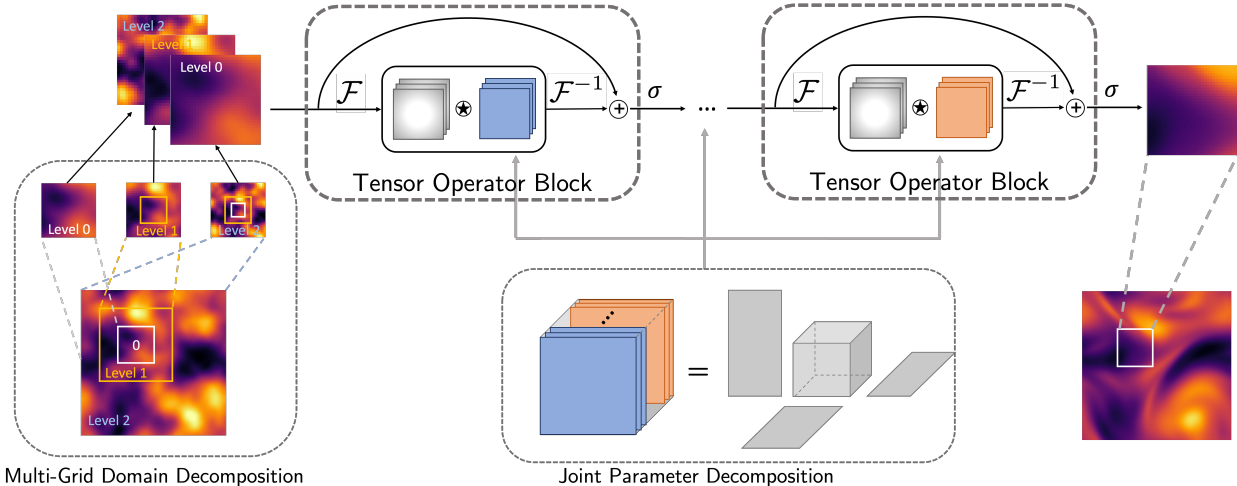 Level 2
Level 1
Level 0
Level 0
Level 1
Level 2
0
Level 1
Level 2
Multi-Grid Domain Decomposition
ℱ
★
ℱ⁻¹
+
σ
...
Tensor Operator Block
ℱ
★
ℱ⁻¹
+
σ
Tensor Operator Block
...
=
Joint Parameter Decomposition